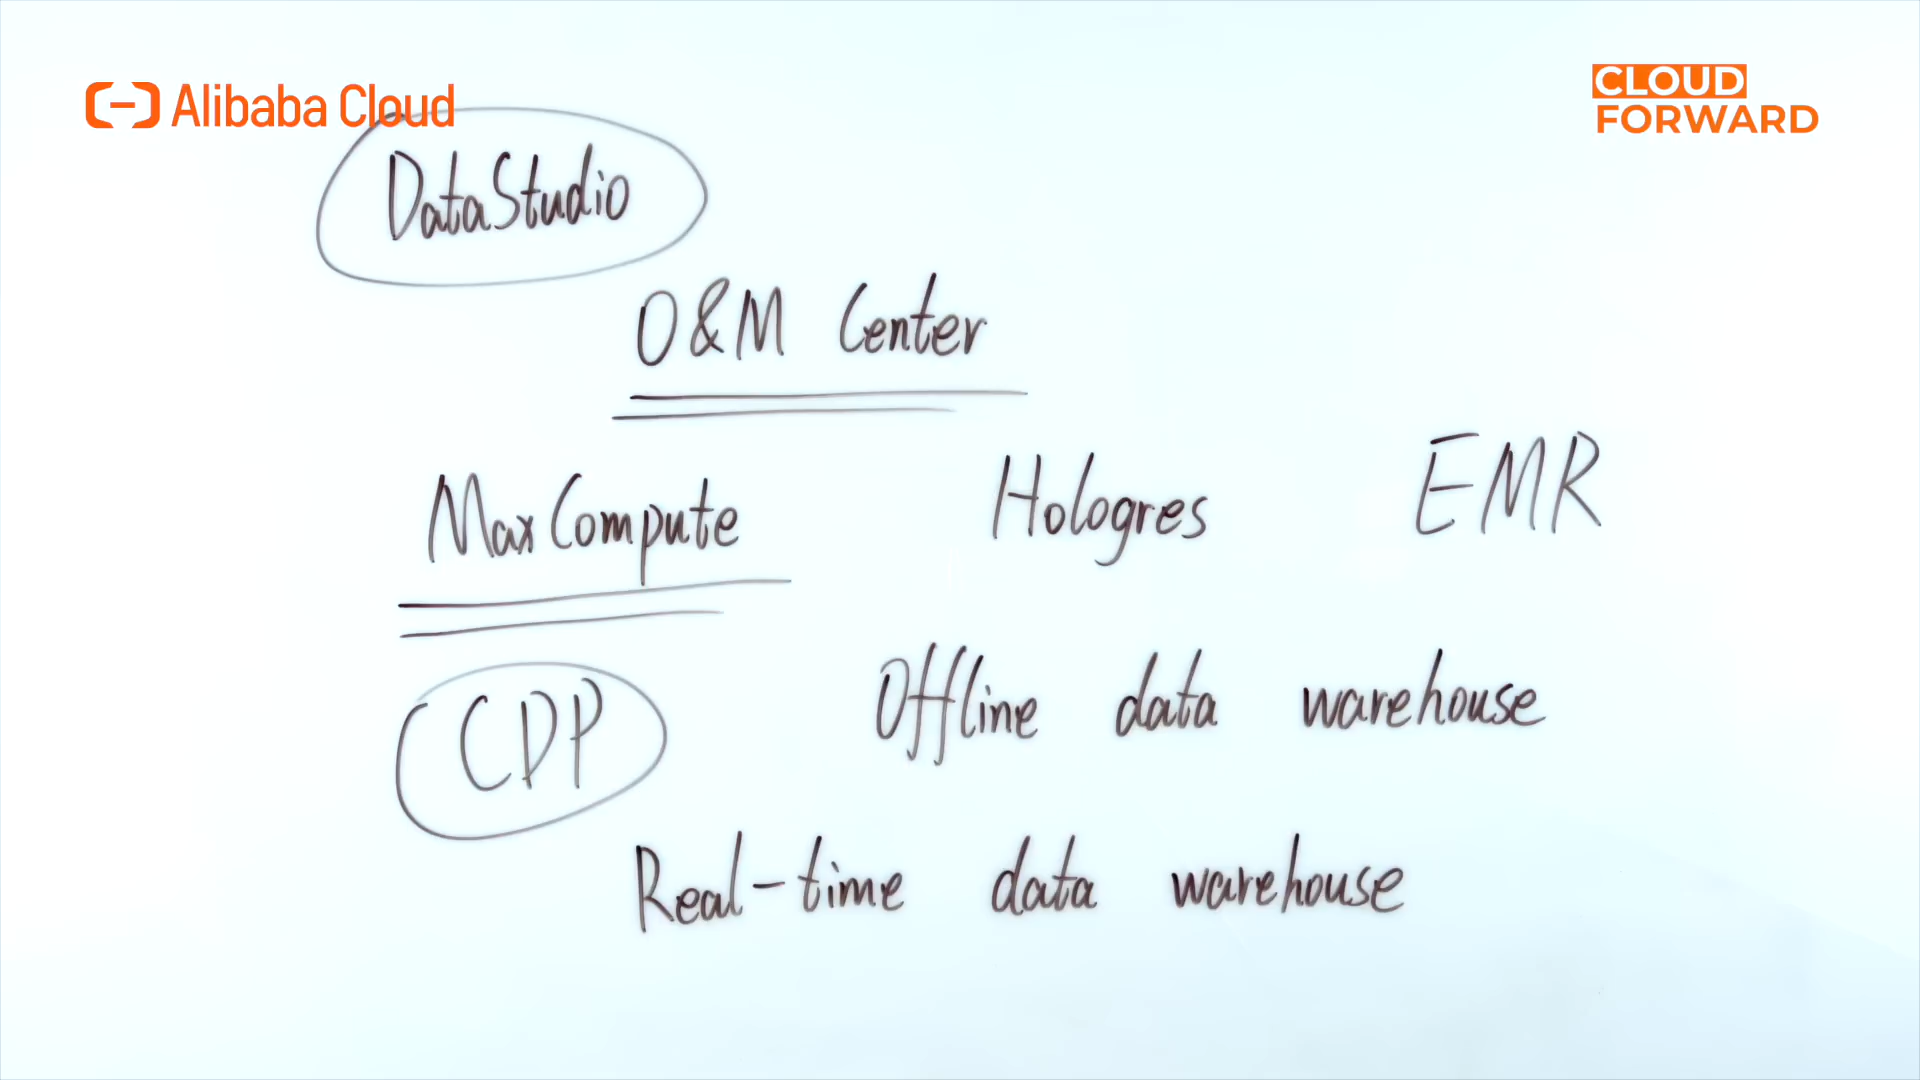 Alibaba Cloud
CLOUD
FORWARD
DataStudio
O&M Center
MaxCompute Hologres EMR
CDP Offline data warehouse
Real-time data warehouse